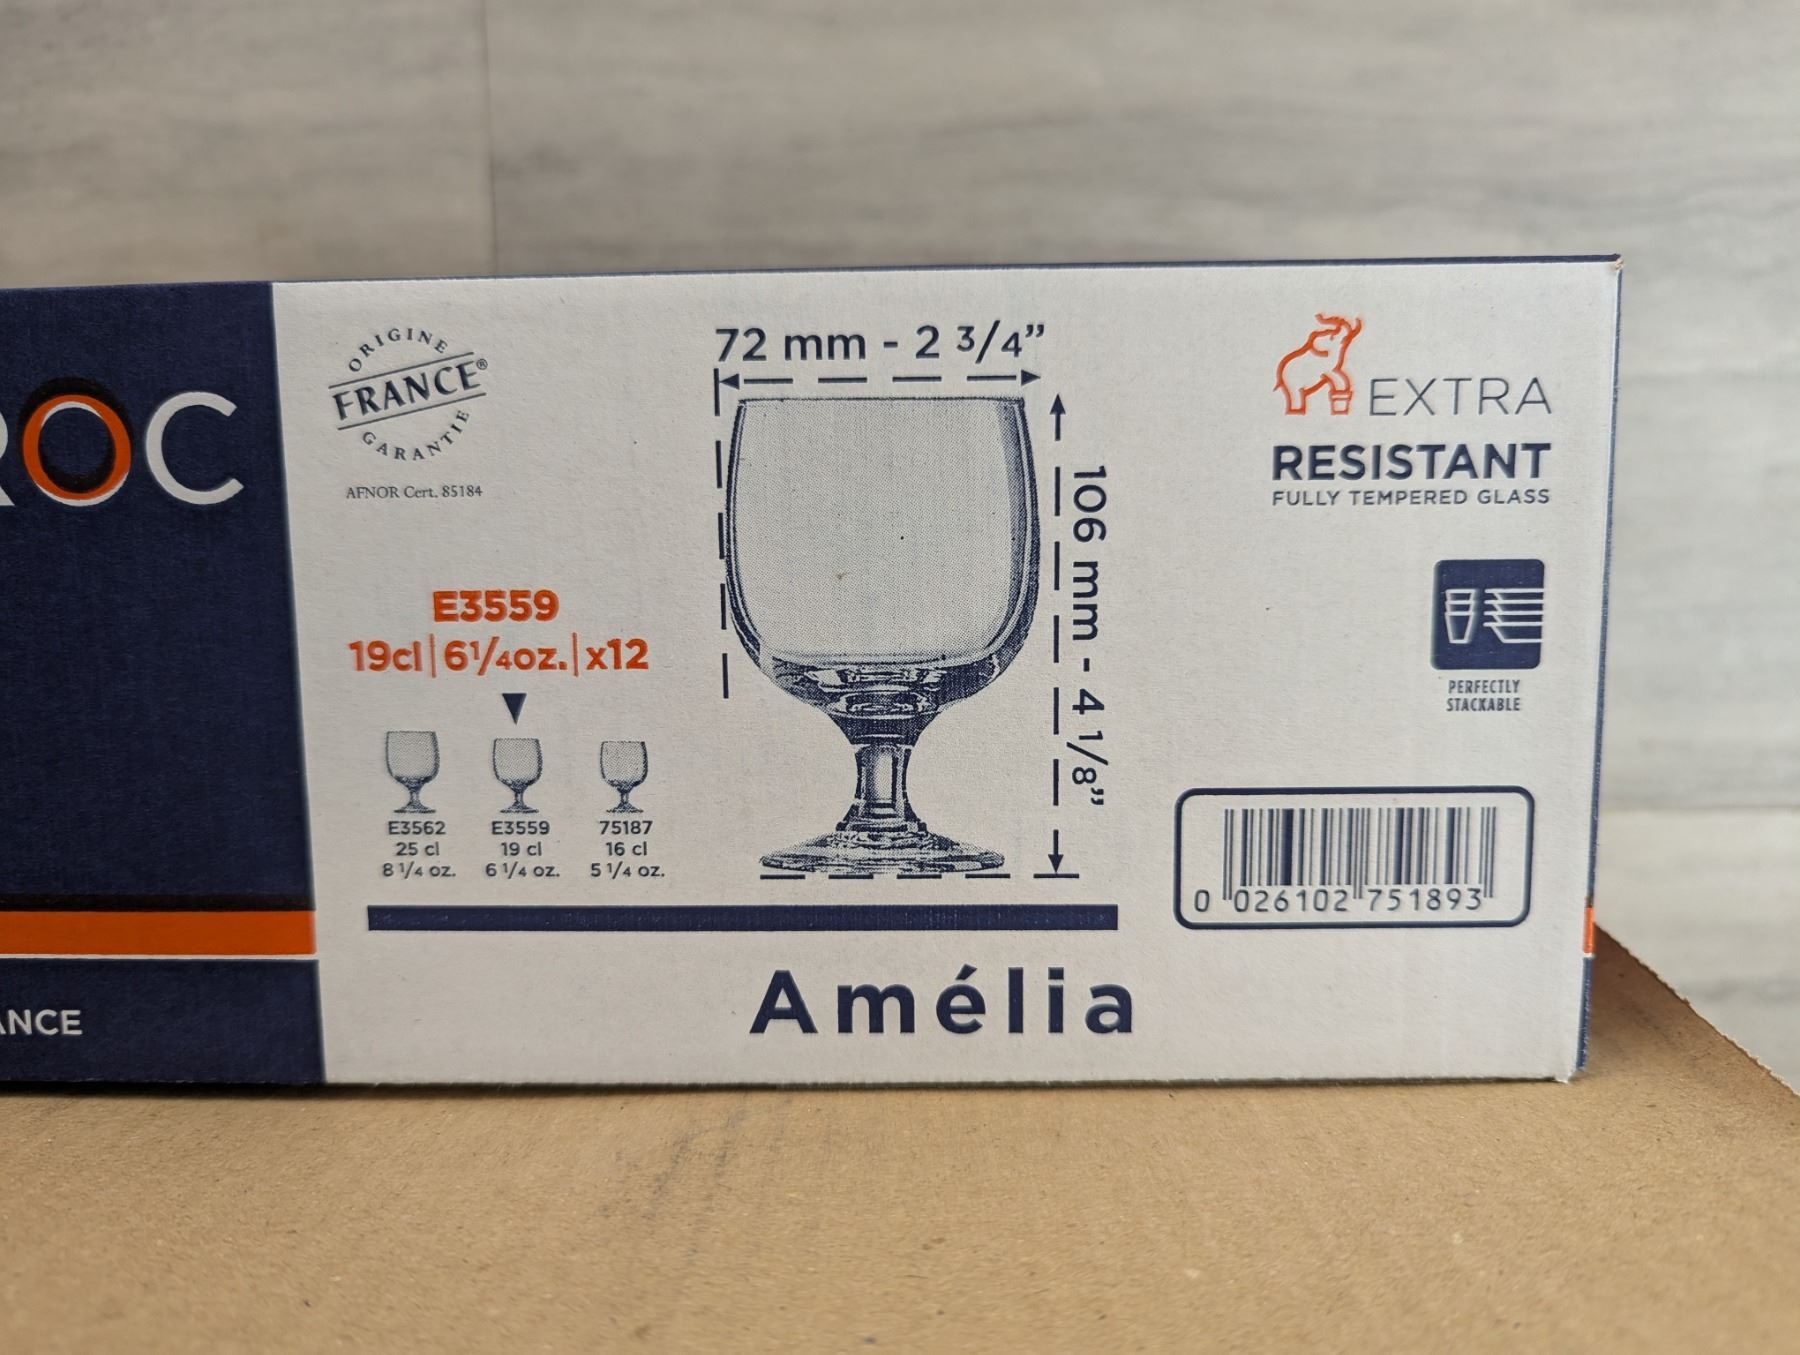 ROC
ANCE
ORIGINE
FRANCE®
GARANTIE
AFNOR Cert. 85184
E3559
19cl|6¼oz.|x12
E3562
25 cl
8 1/4 oz.
E3559
19 cl
6 1/4 oz.
75187
16 cl
5 1/4 oz.
72 mm - 2 3/4”
106 mm - 4 1/8”
EXTRA
RESISTANT
FULLY TEMPERED GLASS
PERFECTLY
STACKABLE
0 026102 751893
Amélia